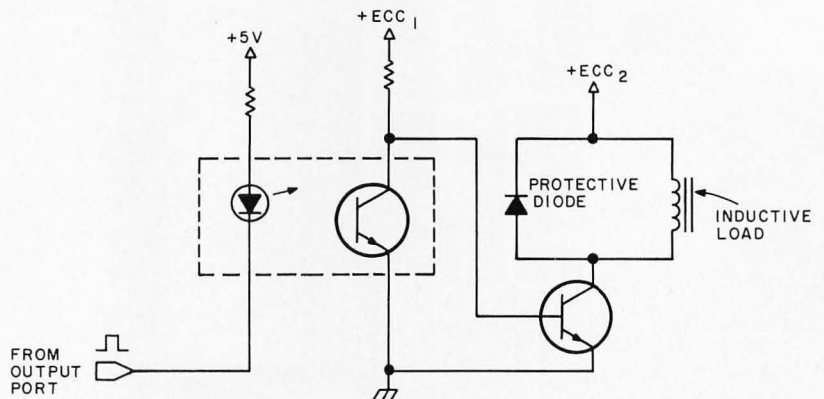 +5V
+ECC1
+ECC2
PROTECTIVE
DIODE
INDUCTIVE
LOAD
FROM
OUTPUT
PORT